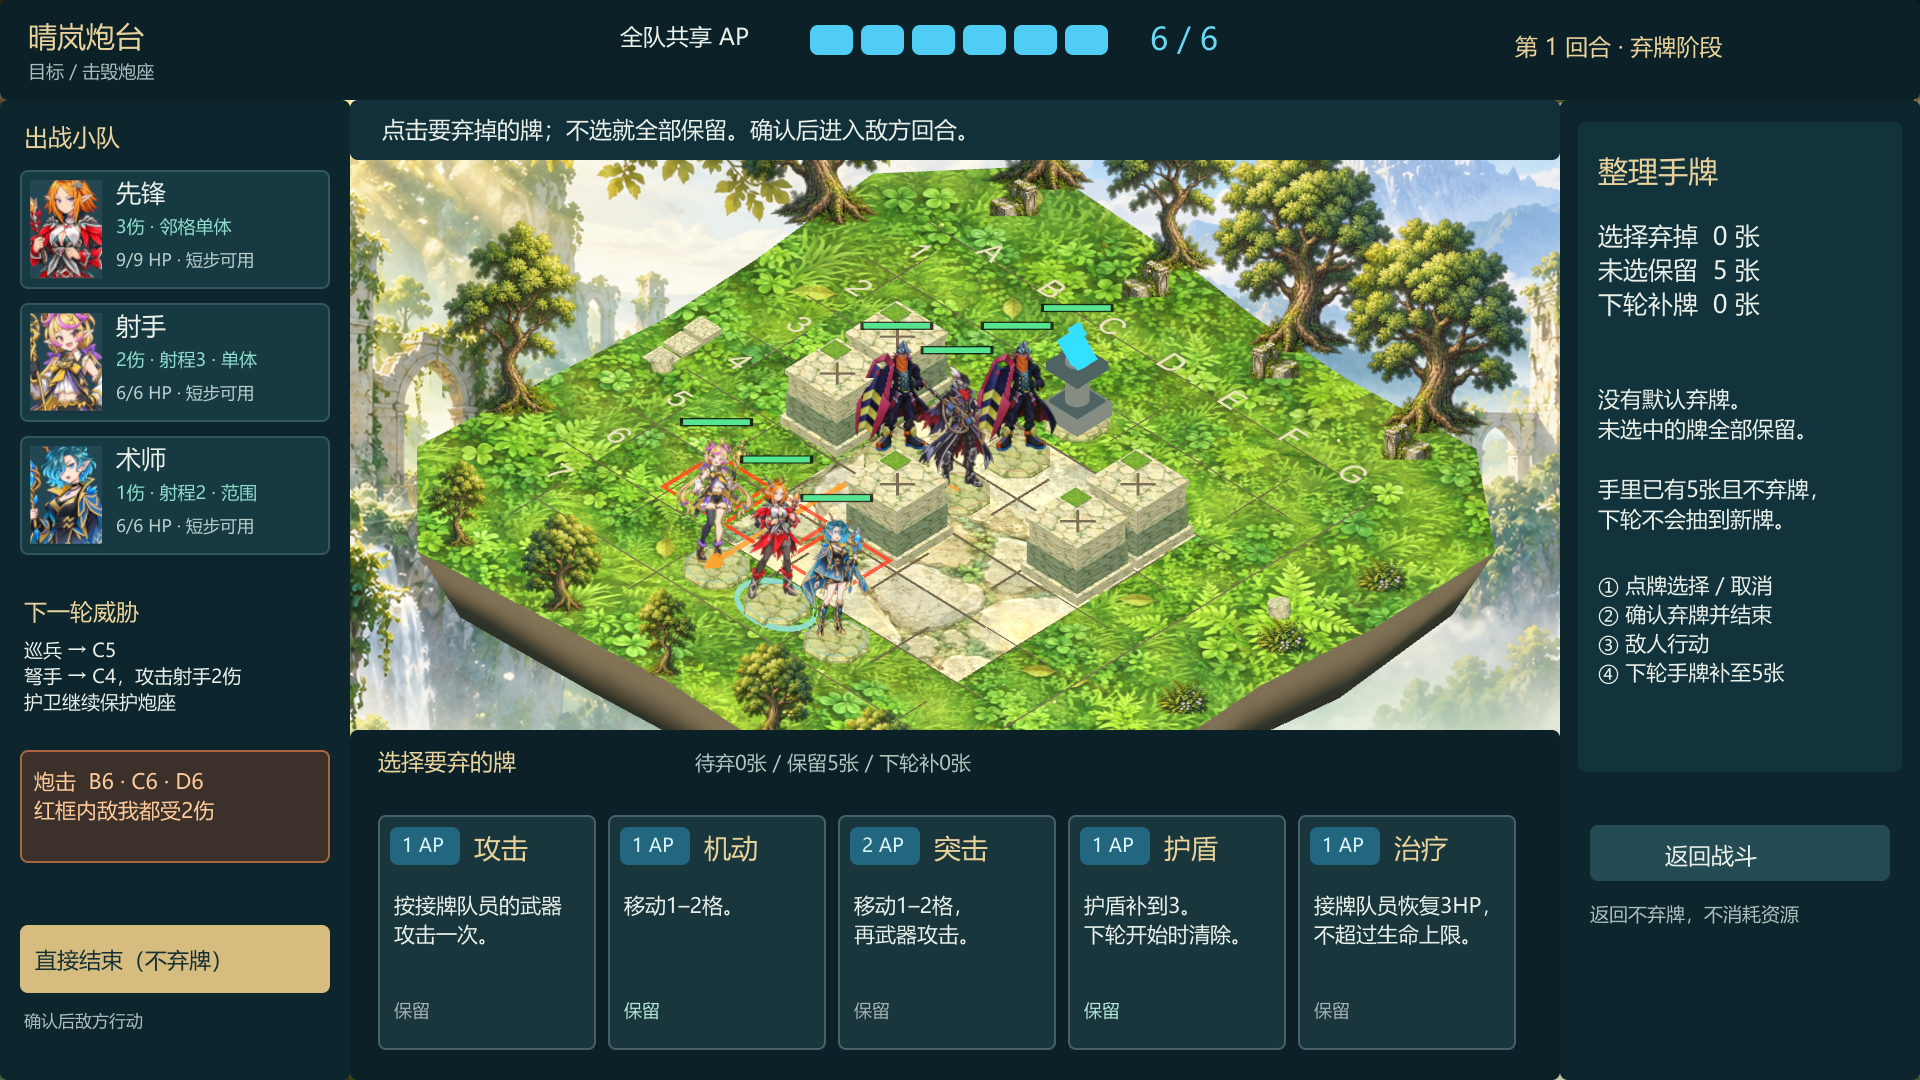 晴岚炮台
目标 / 击毁炮座
全队共享 AP
6 / 6
第 1 回合 · 弃牌阶段
出战小队
先锋
3伤 · 邻格单体
9/9 HP · 短步可用
射手
2伤 · 射程3 · 单体
6/6 HP · 短步可用
术师
1伤 · 射程2 · 范围
6/6 HP · 短步可用
下一轮威胁
巡兵 → C5
弩手 → C4，攻击射手2伤
护卫继续保护炮座
炮击 B6 · C6 · D6
红框内敌我都受2伤
直接结束（不弃牌）
确认后敌方行动
点击要弃掉的牌；不选就全部保留。确认后进入敌方回合。
1
2
3
4
5
6
7
A
B
C
D
E
F
G
选择要弃的牌
待弃0张 / 保留5张 / 下轮补0张
1 AP 攻击
按接牌队员的武器
攻击一次。
保留
1 AP 机动
移动1–2格。
保留
2 AP 突击
移动1–2格，
再武器攻击。
保留
1 AP 护盾
护盾补到3。
下轮开始时清除。
保留
1 AP 治疗
接牌队员恢复3HP，
不超过生命上限。
保留
整理手牌
选择弃掉 0 张
未选保留 5 张
下轮补牌 0 张
没有默认弃牌。
未选中的牌全部保留。
手里已有5张且不弃牌，
下轮不会抽到新牌。
① 点牌选择 / 取消
② 确认弃牌并结束
③ 敌人行动
④ 下轮手牌补至5张
返回战斗
返回不弃牌，不消耗资源